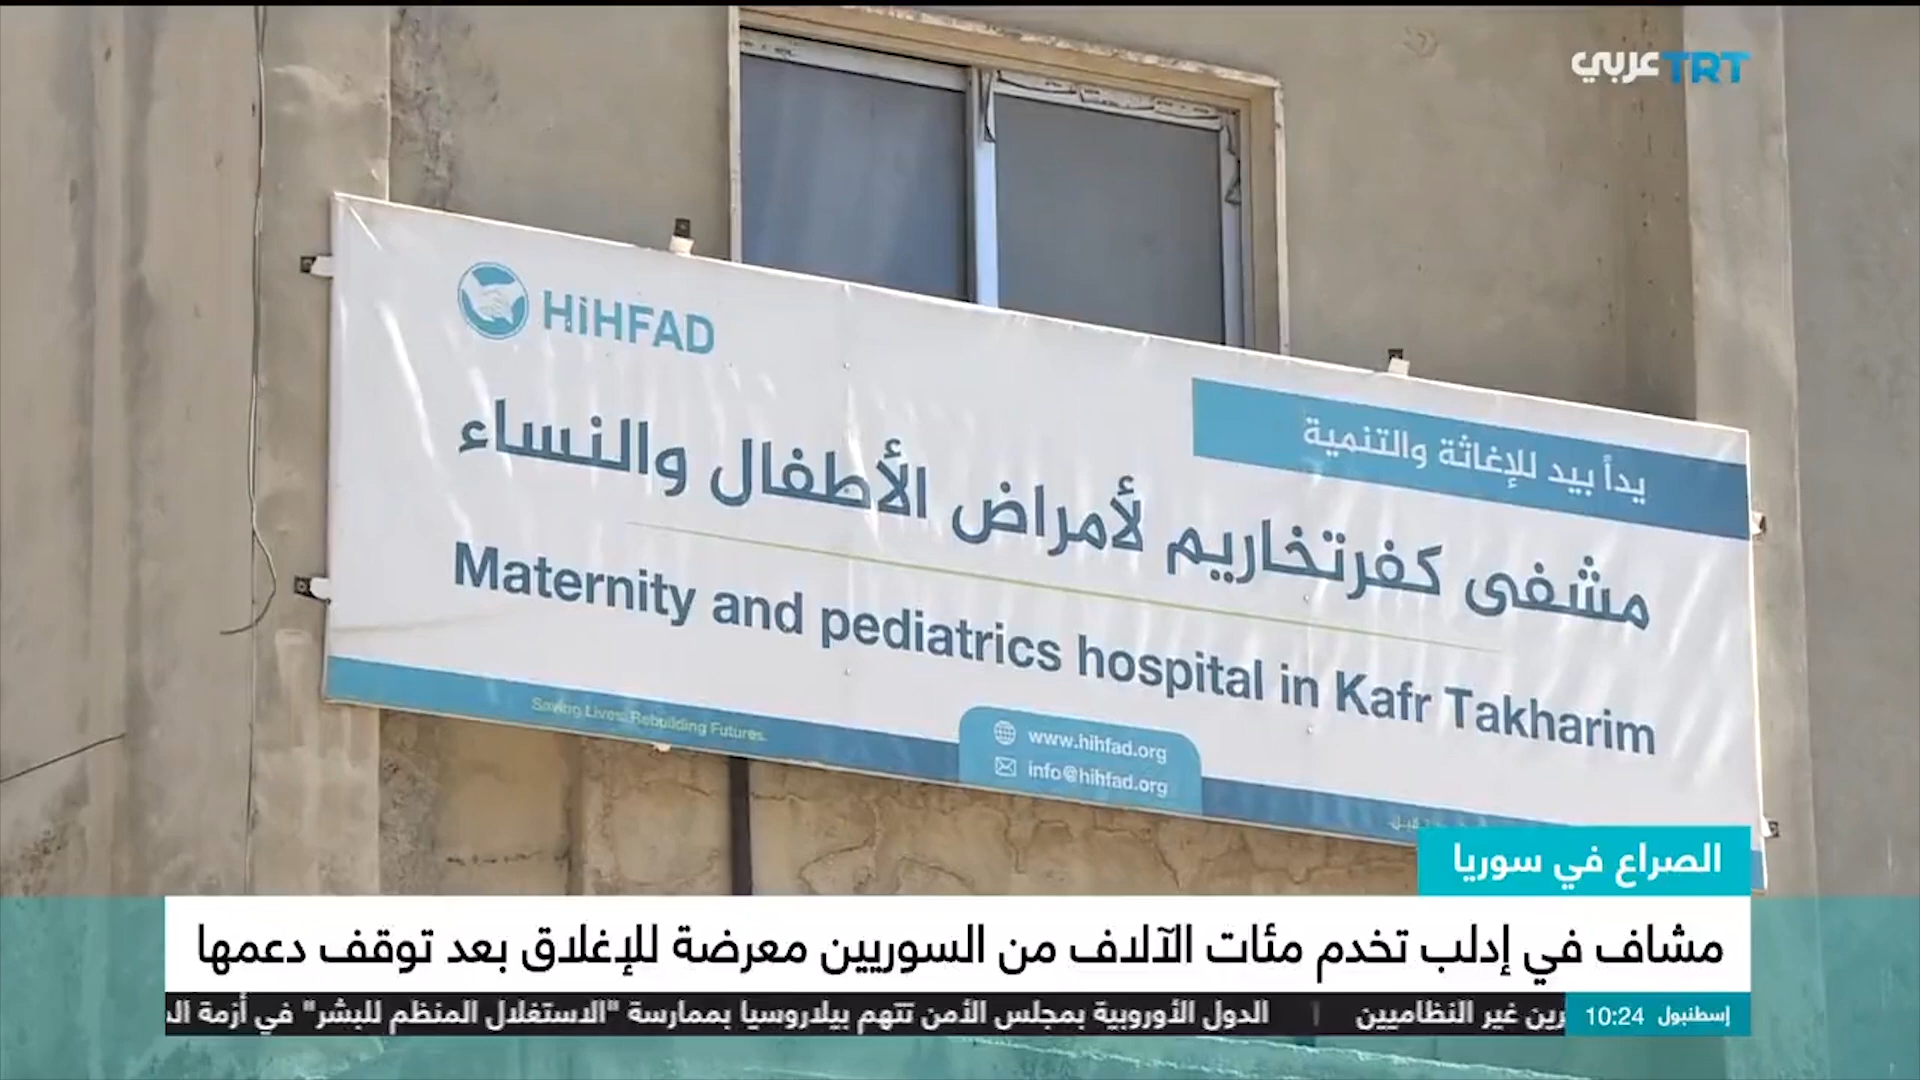 TRT عربي
HiHFAD
يداً بيد للإغاثة والتنمية
مشفى كفرتخاريم لأمراض الأطفال والنساء
Maternity and pediatrics hospital in Kafr Takharim
Saving Lives. Rebuilding Futures.
www.hihfad.org
info@hihfad.org
الصراع في سوريا
مشاف في إدلب تخدم مئات الآلاف من السوريين معرضة للإغلاق بعد توقف دعمها
إسطنبول 10:24
رين غير النظاميين | الدول الأوروبية بمجلس الأمن تتهم بيلاروسيا بممارسة "الاستغلال المنظم للبشر" في أزمة الـ